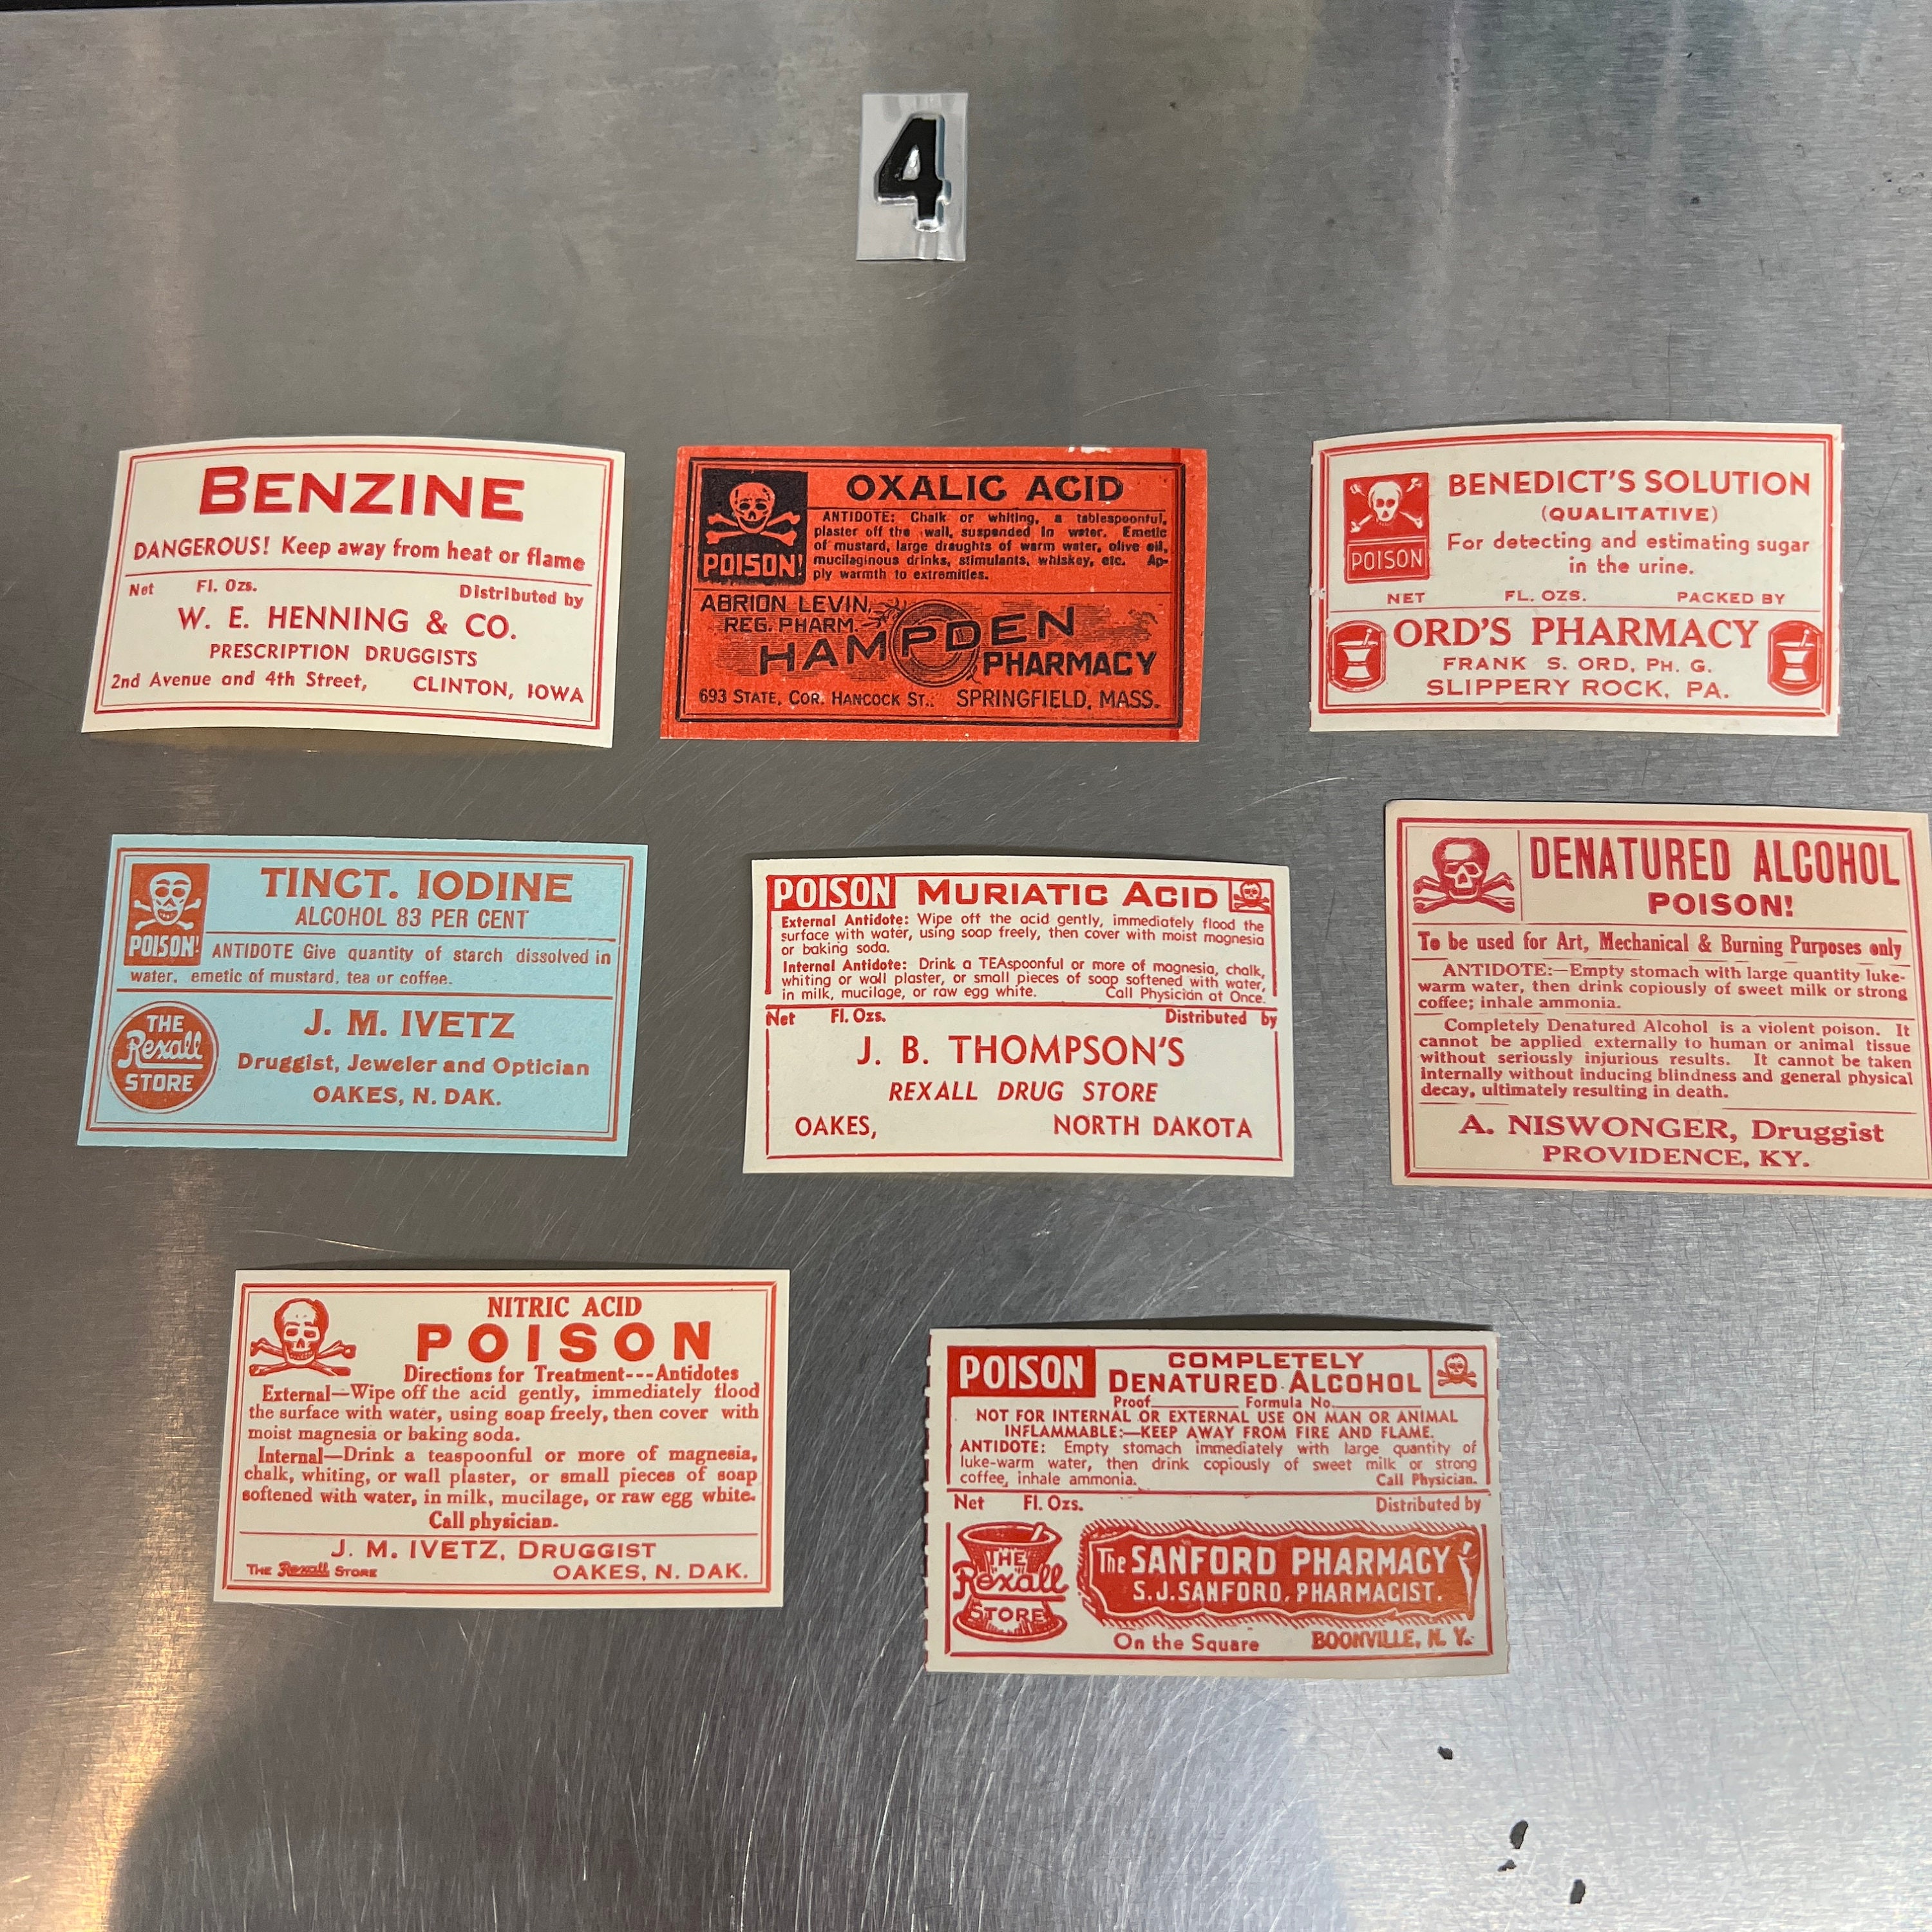 4
BENZINE
DANGEROUS! Keep away from heat or flame
Net Fl. Ozs. Distributed by
W. E. HENNING & CO.
PRESCRIPTION DRUGGISTS
2nd Avenue and 4th Street, CLINTON, IOWA
POISON!
OXALIC ACID
ANTIDOTE: Chalk or whiting, a tablespoonful,
plaster off the wall, suspended in water. Emetic
of mustard, large draughts of warm water, olive oil,
mucilaginous drinks, stimulants, whiskey, etc. Ap-
ply warmth to extremities.
ABRION LEVIN,
REG. PHARM.
HAMPDEN
PHARMACY
693 STATE, COR. HANCOCK ST., SPRINGFIELD, MASS.
POISON
BENEDICT'S SOLUTION
(QUALITATIVE)
For detecting and estimating sugar
in the urine.
NET FL. OZS. PACKED BY
ORD'S PHARMACY
FRANK S. ORD, PH. G.
SLIPPERY ROCK, PA.
POISON!
TINCT. IODINE
ALCOHOL 83 PER CENT
ANTIDOTE Give quantity of starch dissolved in
water, emetic of mustard, tea or coffee.
THE
Rexall
STORE
J. M. IVETZ
Druggist, Jeweler and Optician
OAKES, N. DAK.
POISON MURIATIC ACID
External Antidote: Wipe off the acid gently, immediately flood the
surface with water, using soap freely, then cover with moist magnesia
or baking soda.
Internal Antidote: Drink a TEAspoonful or more of magnesia, chalk,
whiting or wall plaster, or small pieces of soap softened with water,
in milk, mucilage, or raw egg white. Call Physician at Once.
Net Fl. Ozs. Distributed by
J. B. THOMPSON'S
REXALL DRUG STORE
OAKES, NORTH DAKOTA
DENATURED ALCOHOL
POISON!
To be used for Art, Mechanical & Burning Purposes only
ANTIDOTE:—Empty stomach with large quantity luke-
warm water, then drink copiously of sweet milk or strong
coffee; inhale ammonia.
Completely Denatured Alcohol is a violent poison. It
cannot be applied externally to human or animal tissue
without seriously injurious results. It cannot be taken
internally without inducing blindness and general physical
decay, ultimately resulting in death.
A. NISWONGER, Druggist
PROVIDENCE, KY.
NITRIC ACID
POISON
Directions for Treatment---Antidotes
External—Wipe off the acid gently, immediately flood
the surface with water, using soap freely, then cover with
moist magnesia or baking soda.
Internal—Drink a teaspoonful or more of magnesia,
chalk, whiting, or wall plaster, or small pieces of soap
softened with water, in milk, mucilage, or raw egg white.
Call physician.
J. M. IVETZ, DRUGGIST
THE Rexall STORE OAKES, N. DAK.
POISON
COMPLETELY
DENATURED ALCOHOL
Proof Formula No.
NOT FOR INTERNAL OR EXTERNAL USE ON MAN OR ANIMAL
INFLAMMABLE:—KEEP AWAY FROM FIRE AND FLAME.
ANTIDOTE: Empty stomach immediately with large quantity of
luke-warm water, then drink copiously of sweet milk or strong
coffee, inhale ammonia. Call Physician.
Net Fl. Ozs. Distributed by
THE
Rexall
STORE
The SANFORD PHARMACY
S. J. SANFORD, PHARMACIST.
On the Square BOONVILLE, N. Y.